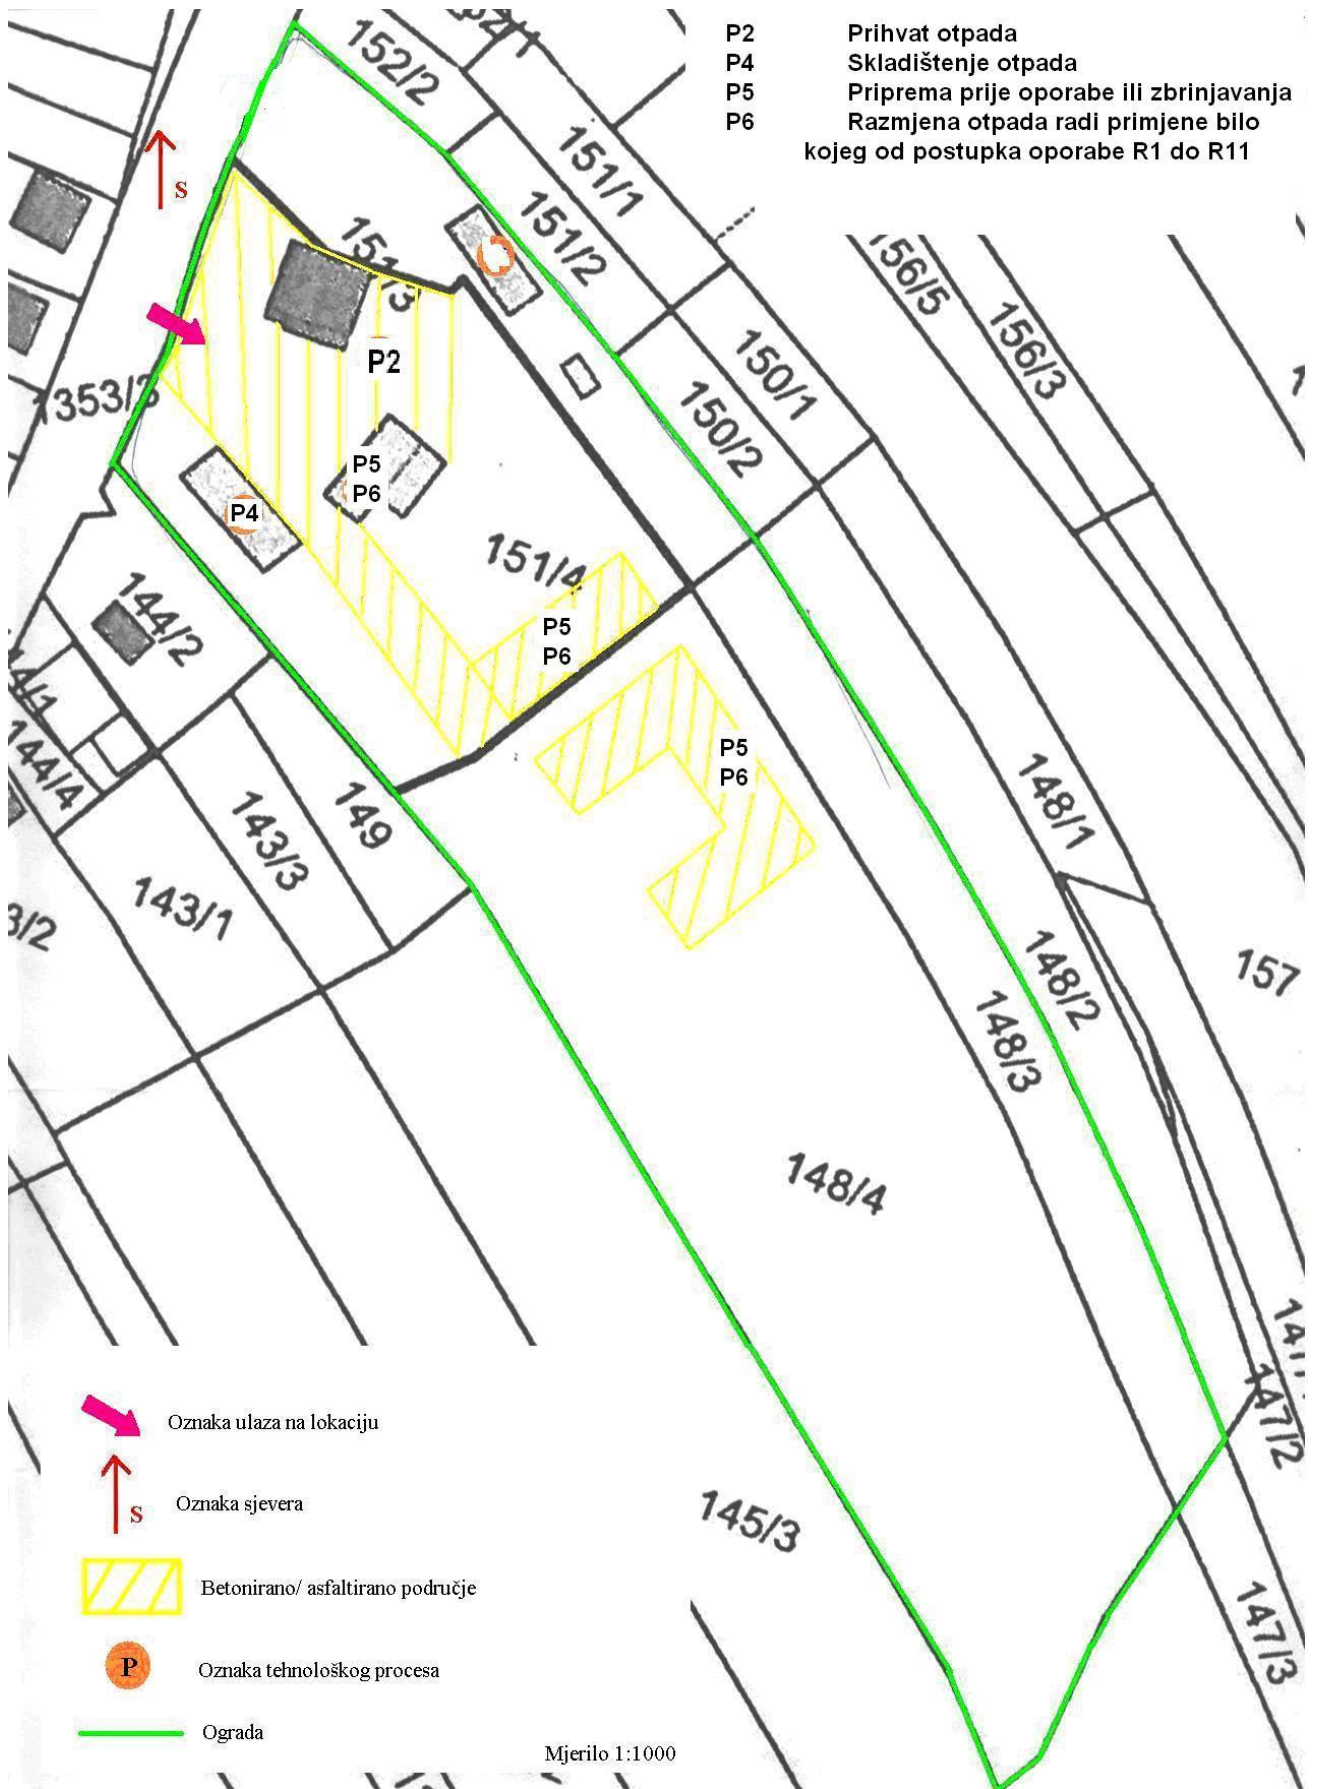 P2 Prihvat otpada
P4 Skladištenje otpada
P5 Priprema prije oporabe ili zbrinjavanja
P6 Razmjena otpada radi primjene bilo
kojeg od postupka oporabe R1 do R11
152/2
151/1
S
151/2
151/3
156/5
156/3
P2
150/1
1353/3
150/2
P5
P6
P4
151/4
144/2
P5
P6
P5
P6
144/4
149
143/3
143/1
148/1
148/2
157
148/3
148/4
Oznaka ulaza na lokaciju
147/2
S
Oznaka sjevera
145/3
Betonirano/ asfaltirano područje
147/3
P
Oznaka tehnološkog procesa
Ograda
Mjerilo 1:1000